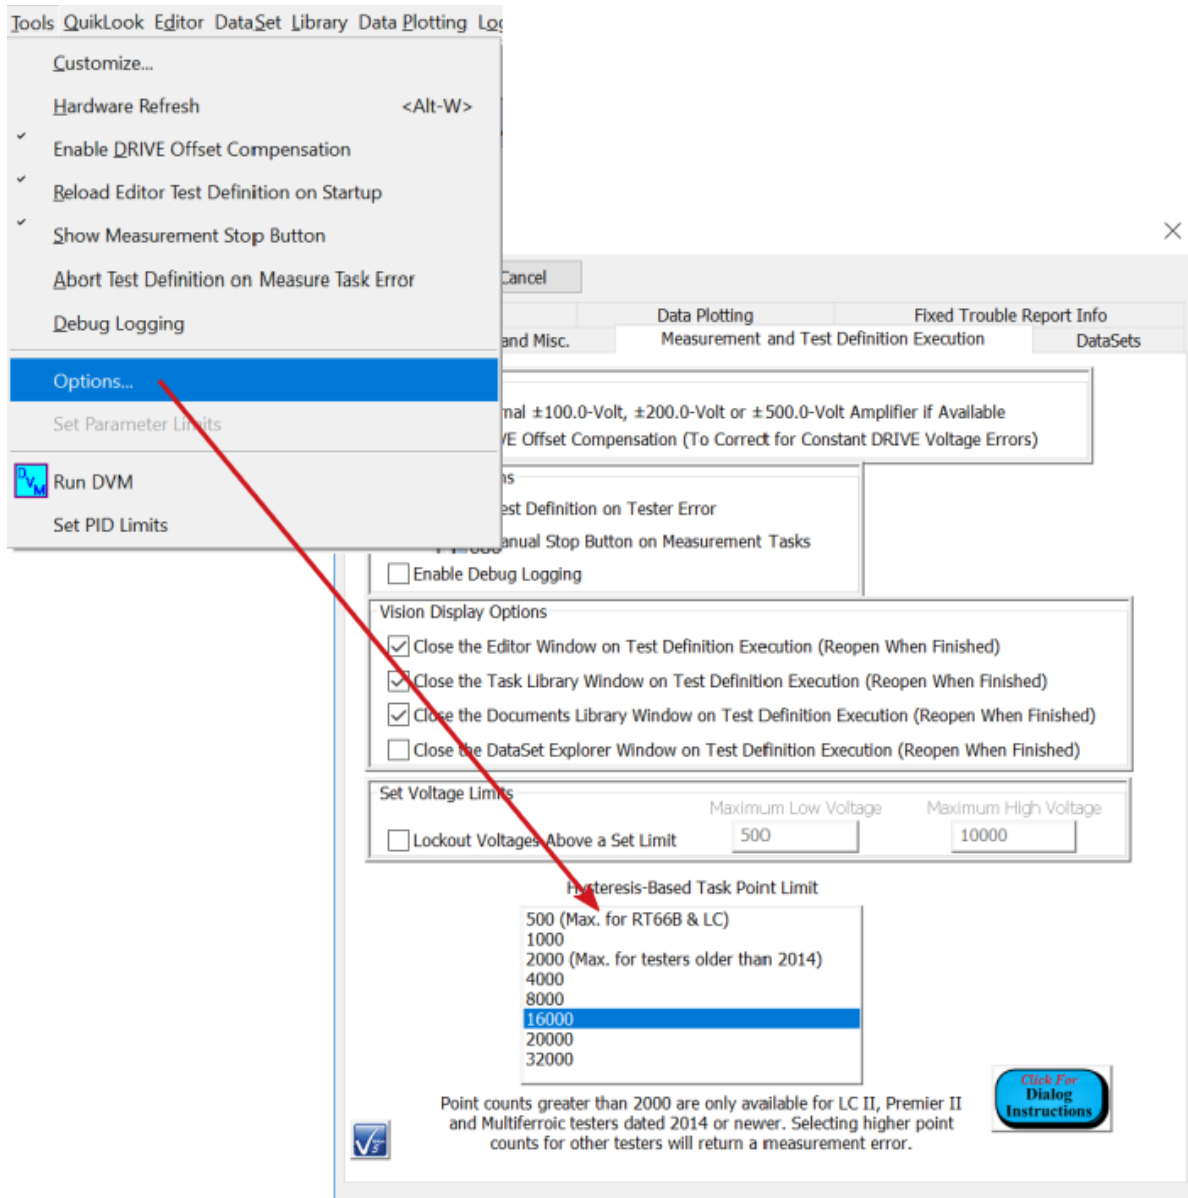 Tools QuikLook Editor DataSet Library Data Plotting
Customize...
Hardware Refresh <Alt-W>
Enable DRIVE Offset Compensation
Reload Editor Test Definition on Startup
Show Measurement Stop Button
Abort Test Definition on Measure Task Error
Debug Logging
Options...
Set Parameter Limits
DVM Run DVM
Set PID Limits
Cancel
Data Plotting Fixed Trouble Report Info
and Misc. Measurement and Test Definition Execution DataSets
±100.0-Volt, ±200.0-Volt or ±500.0-Volt Amplifier if Available
Offset Compensation (To Correct for Constant DRIVE Voltage Errors)
Definition on Tester Error
Stop Button on Measurement Tasks
Enable Debug Logging
Vision Display Options
Close the Editor Window on Test Definition Execution (Reopen When Finished)
Close the Task Library Window on Test Definition Execution (Reopen When Finished)
Close the Documents Library Window on Test Definition Execution (Reopen When Finished)
Close the DataSet Explorer Window on Test Definition Execution (Reopen When Finished)
Set Voltage Limits
Maximum Low Voltage Maximum High Voltage
Lockout Voltages Above a Set Limit 500 10000
Hysteresis-Based Task Point Limit
500 (Max. for RT66B & LC)
1000
2000 (Max. for testers older than 2014)
4000
8000
16000
20000
32000
Click For
Dialog
Instructions
Point counts greater than 2000 are only available for LC II, Premier II
and Multiferroic testers dated 2014 or newer. Selecting higher point
counts for other testers will return a measurement error.